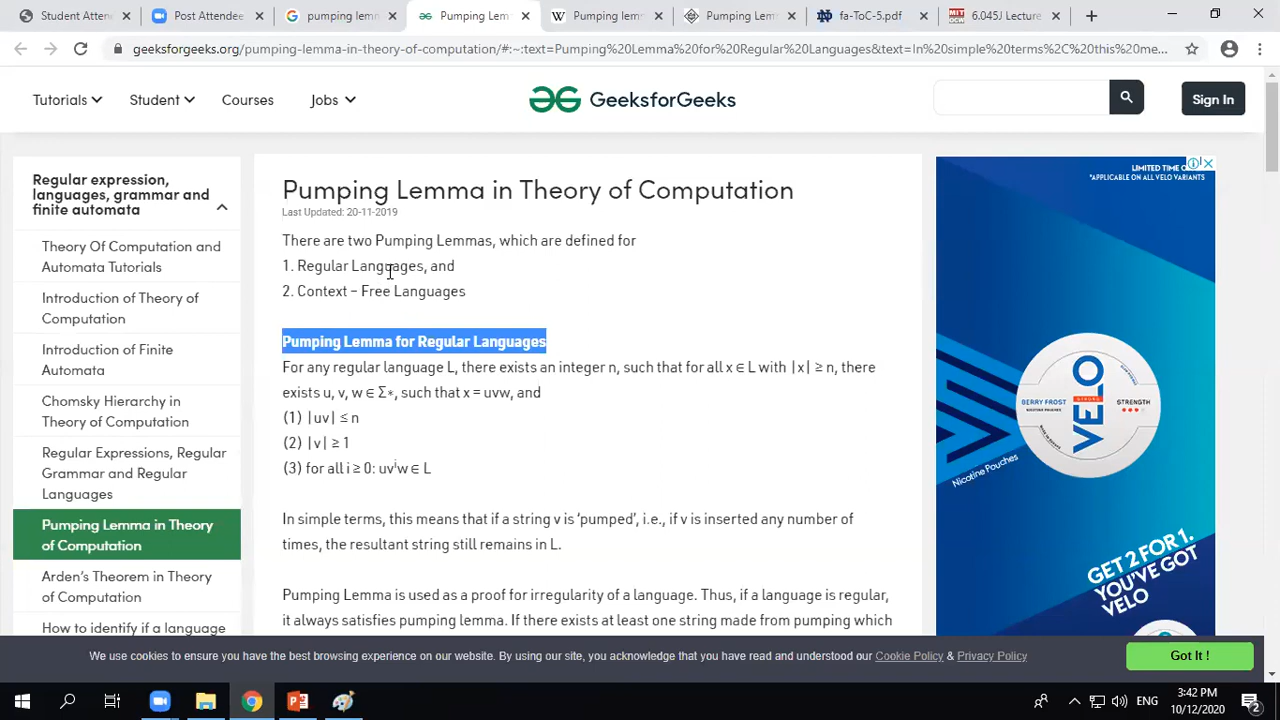 Student Attende
Post Attendee
pumping lemm
Pumping Lem
Pumping lemm
Pumping Lem
fa-ToC-5.pdf
6.045J Lecture
geeksforgeeks.org/pumping-lemma-in-theory-of-computation/#:~:text=Pumping%20Lemma%20for%20Regular%20Languages&text=In%20simple%20terms%2C%20this%20me...
Tutorials
Student
Courses
Jobs
GeeksforGeeks
Sign In
Regular expression,
languages, grammar and
finite automata
Theory Of Computation and
Automata Tutorials
Introduction of Theory of
Computation
Introduction of Finite
Automata
Chomsky Hierarchy in
Theory of Computation
Regular Expressions, Regular
Grammar and Regular
Languages
Pumping Lemma in Theory
of Computation
Arden's Theorem in Theory
of Computation
How to identify if a language
Pumping Lemma in Theory of Computation
Last Updated: 20-11-2019
There are two Pumping Lemmas, which are defined for
1. Regular Languages, and
2. Context – Free Languages
Pumping Lemma for Regular Languages
For any regular language L, there exists an integer n, such that for all x ∈ L with |x| ≥ n, there
exists u, v, w ∈ Σ∗, such that x = uvw, and
(1) |uv| ≤ n
(2) |v| ≥ 1
(3) for all i ≥ 0: uvⁱw ∈ L
In simple terms, this means that if a string v is 'pumped', i.e., if v is inserted any number of
times, the resultant string still remains in L.
Pumping Lemma is used as a proof for irregularity of a language. Thus, if a language is regular,
it always satisfies pumping lemma. If there exists at least one string made from pumping which
LIMITED TIME
*APPLICABLE ON ALL VELO VARIANTS
BERRY FROST
NICOTINE POUCHES
VELO
STRONG
STRENGTH
Nicotine Pouches
GET 2 FOR 1.
YOU'VE GOT
VELO
We use cookies to ensure you have the best browsing experience on our website. By using our site, you acknowledge that you have read and understood our Cookie Policy & Privacy Policy
Got It !
ENG
3:42 PM
10/12/2020
2